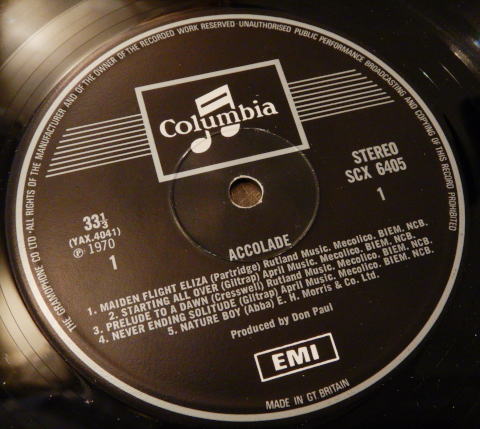 THE GRAMOPHONE CO LTD · ALL RIGHTS OF THE MANUFACTURER AND OF THE OWNER OF THE RECORDED WORK RESERVED · UNAUTHORISED PUBLIC PERFORMANCE BROADCASTING AND COPYING OF THIS RECORD PROHIBITED
Columbia
STEREO
SCX 6405
1
33⅓
(YAX.4041)
℗ 1970
1
ACCOLADE
1. MAIDEN FLIGHT ELIZA (Partridge) Rutland Music. Mecolico. BIEM. NCB.
2. STARTING ALL OVER (Giltrap) April Music. Mecolico. BIEM. NCB.
3. PRELUDE TO A DAWN (Cresswell) Rutland Music. Mecolico. BIEM. NCB.
4. NEVER ENDING SOLITUDE (Giltrap) April Music. Mecolico. BIEM. NCB.
5. NATURE BOY (Abba) E. H. Morris & Co. Ltd.
Produced by Don Paul
EMI
MADE IN GT BRITAIN